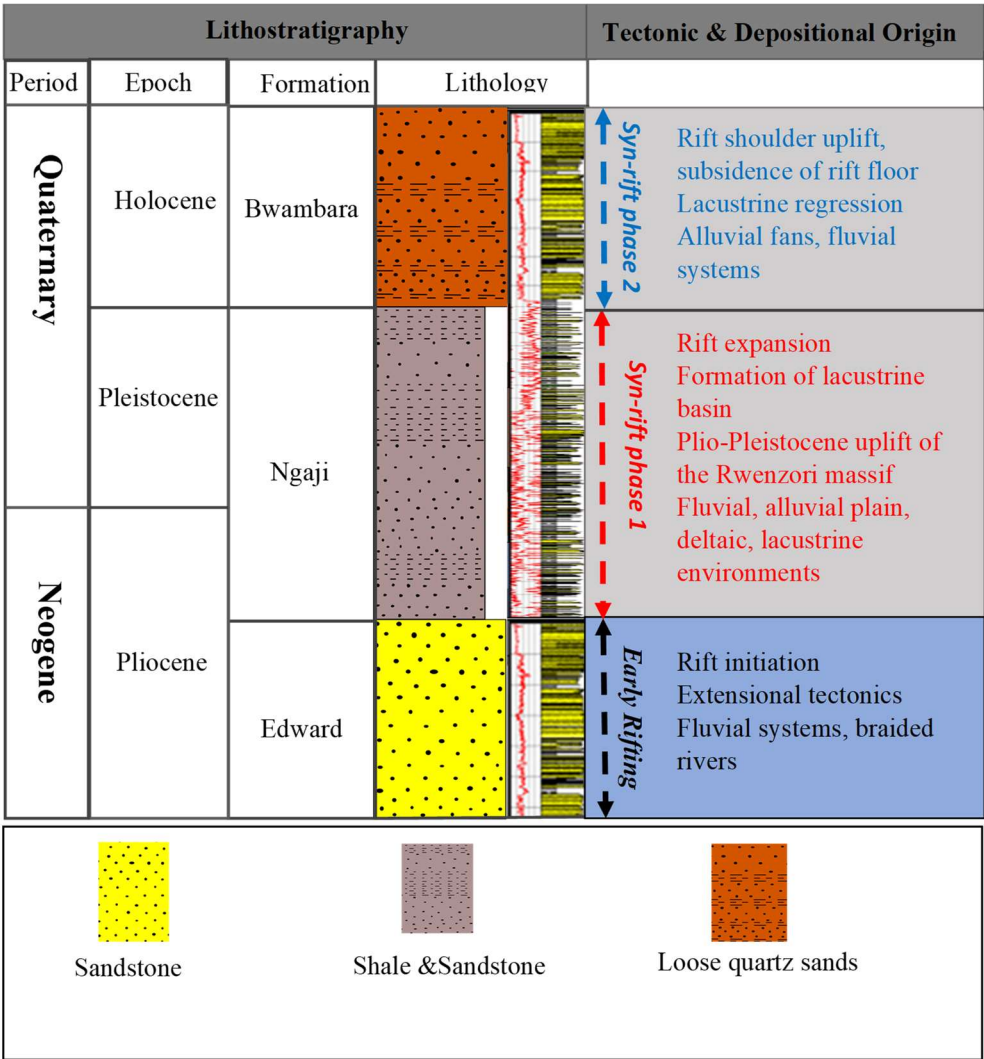 Lithostratigraphy
Tectonic & Depositional Origin
Period
Epoch
Formation
Lithology
Quaternary
Neogene
Holocene
Pleistocene
Pliocene
Bwambara
Ngaji
Edward
Syn-rift phase 2
Rift shoulder uplift,
subsidence of rift floor
Lacustrine regression
Alluvial fans, fluvial
systems
Syn-rift phase 1
Rift expansion
Formation of lacustrine
basin
Plio-Pleistocene uplift of
the Rwenzori massif
Fluvial, alluvial plain,
deltaic, lacustrine
environments
Early Rifting
Rift initiation
Extensional tectonics
Fluvial systems, braided
rivers
Sandstone
Shale &Sandstone
Loose quartz sands